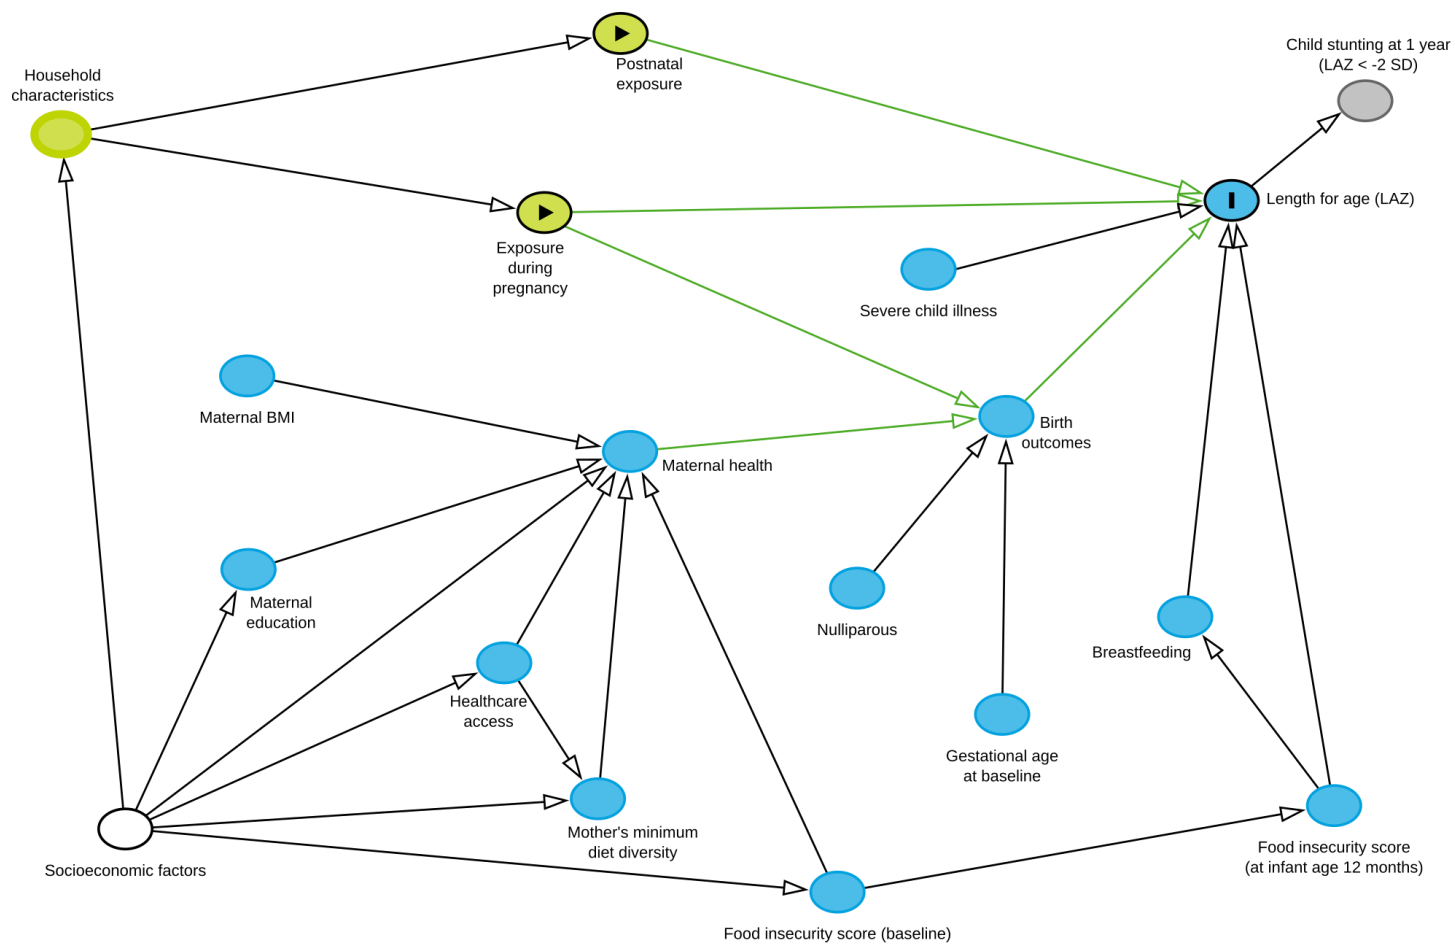 Child stunting at 1 year
(LAZ < -2 SD)
Postnatal
exposure
Household
characteristics
Length for age (LAZ)
Exposure
during
pregnancy
Severe child illness
Maternal BMI
Birth
outcomes
Maternal health
Maternal
education
Nulliparous
Breastfeeding
Healthcare
access
Gestational age
at baseline
Mother's minimum
diet diversity
Food insecurity score
(at infant age 12 months)
Socioeconomic factors
Food insecurity score (baseline)